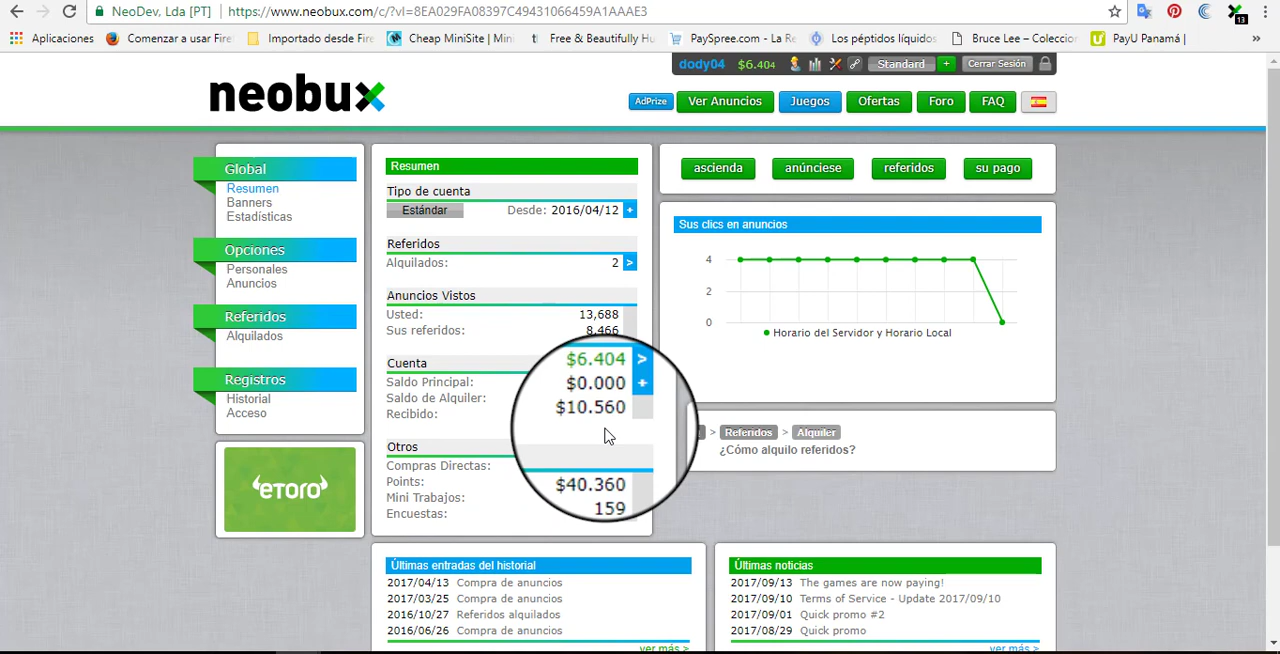 NeoDev, Lda [PT] https://www.neobux.com/c/?vl=8EA029FA08397C49431066459A1AAAE3
13
Aplicaciones Comenzar a usar Fire Importado desde Fire Cheap MiniSite | Mini Free & Beautifully Hu PaySpree.com - La Re Los péptidos líquidos Bruce Lee – Coleccion PayU Panamá | »
dody04 $6.404 Standard + Cerrar Sesión
neobux
AdPrize Ver Anuncios Juegos Ofertas Foro FAQ
Global
Resumen
Banners
Estadísticas
Opciones
Personales
Anuncios
Referidos
Alquilados
Registros
Historial
Acceso
eToro
Resumen
Tipo de cuenta
Estándar Desde: 2016/04/12 +
Referidos
Alquilados: 2 >
Anuncios Vistos
Usted: 13,688
Sus referidos: 8,466
Cuenta $6.404 >
Saldo Principal: $0.000 +
Saldo de Alquiler: $10.560
Recibido:
Otros
Compras Directas:
Points: $40.360
Mini Trabajos: 159
Encuestas:
ascienda anúnciese referidos su pago
Sus clics en anuncios
4
2
0
Horario del Servidor y Horario Local
> Referidos > Alquiler
¿Cómo alquilo referidos?
Últimas entradas del historial
2017/04/13 Compra de anuncios
2017/03/25 Compra de anuncios
2016/10/27 Referidos alquilados
2016/06/26 Compra de anuncios
ver más >
Últimas noticias
2017/09/13 The games are now paying!
2017/09/10 Terms of Service - Update 2017/09/10
2017/09/01 Quick promo #2
2017/08/29 Quick promo
ver más >